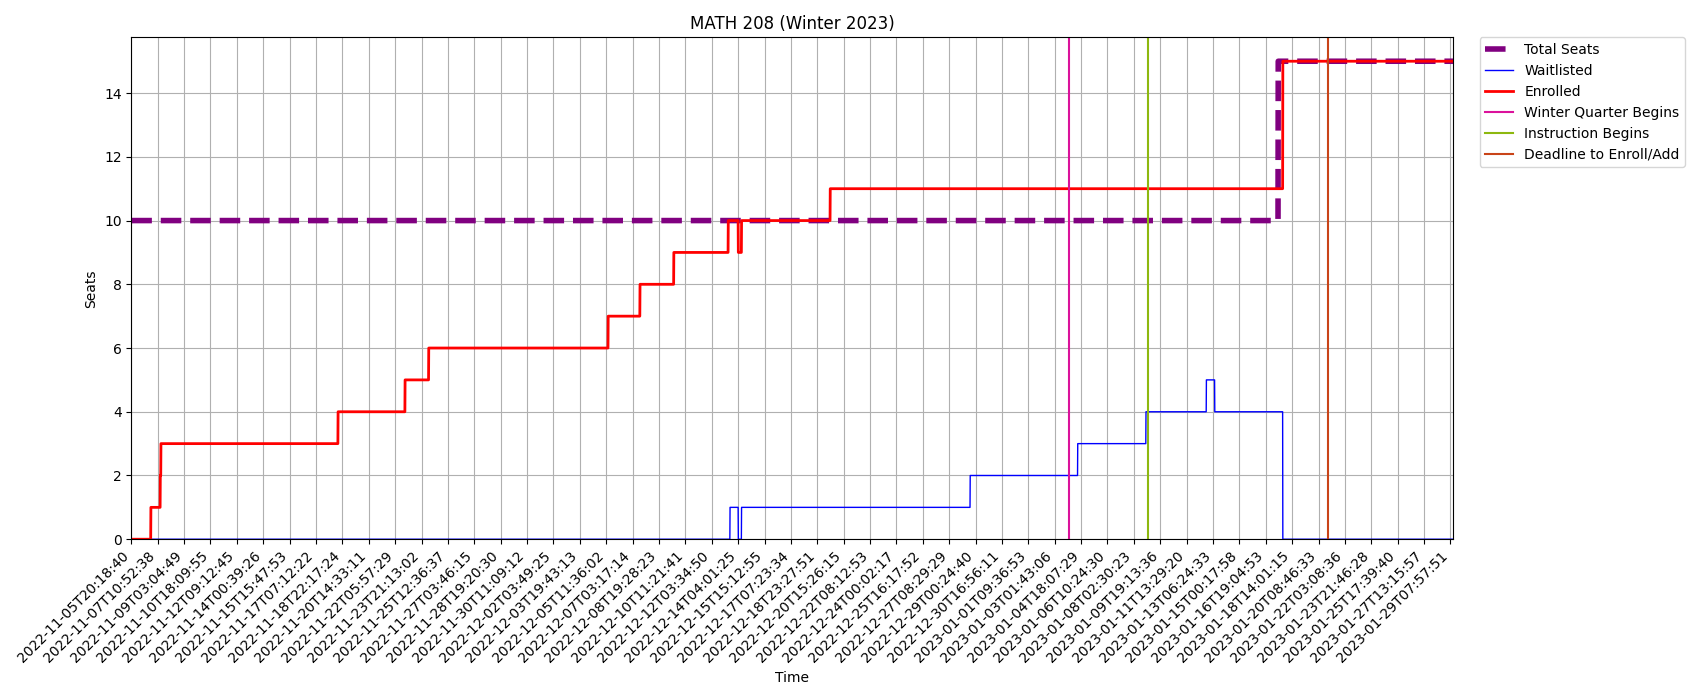 MATH 208 (Winter 2023)
Total Seats
Waitlisted
Enrolled
Winter Quarter Begins
Instruction Begins
Deadline to Enroll/Add
Seats
14
12
10
8
6
4
2
0
2022-11-05T20:18:40
2022-11-07T10:52:38
2022-11-09T03:04:49
2022-11-10T18:09:55
2022-11-12T09:12:45
2022-11-14T00:39:26
2022-11-15T15:47:53
2022-11-17T07:12:22
2022-11-18T22:17:24
2022-11-20T14:33:11
2022-11-22T05:57:29
2022-11-23T21:13:02
2022-11-25T12:36:37
2022-11-27T03:46:15
2022-11-28T19:20:30
2022-11-30T11:09:12
2022-12-02T03:49:25
2022-12-03T19:43:13
2022-12-05T11:36:02
2022-12-07T03:17:14
2022-12-08T19:28:23
2022-12-10T11:21:41
2022-12-12T03:34:50
2022-12-14T04:01:25
2022-12-15T15:12:55
2022-12-17T07:23:34
2022-12-18T23:27:51
2022-12-20T15:26:15
2022-12-22T08:12:53
2022-12-24T00:02:17
2022-12-25T16:17:52
2022-12-27T08:29:29
2022-12-29T00:24:40
2022-12-30T16:56:11
2023-01-01T09:36:53
2023-01-03T01:43:06
2023-01-04T18:07:29
2023-01-06T10:24:30
2023-01-08T02:30:23
2023-01-09T19:13:36
2023-01-11T13:29:20
2023-01-13T06:24:33
2023-01-15T00:17:58
2023-01-16T19:04:53
2023-01-18T14:01:15
2023-01-20T08:46:33
2023-01-22T03:08:36
2023-01-23T21:46:28
2023-01-25T17:39:40
2023-01-27T13:15:57
2023-01-29T07:57:51
Time